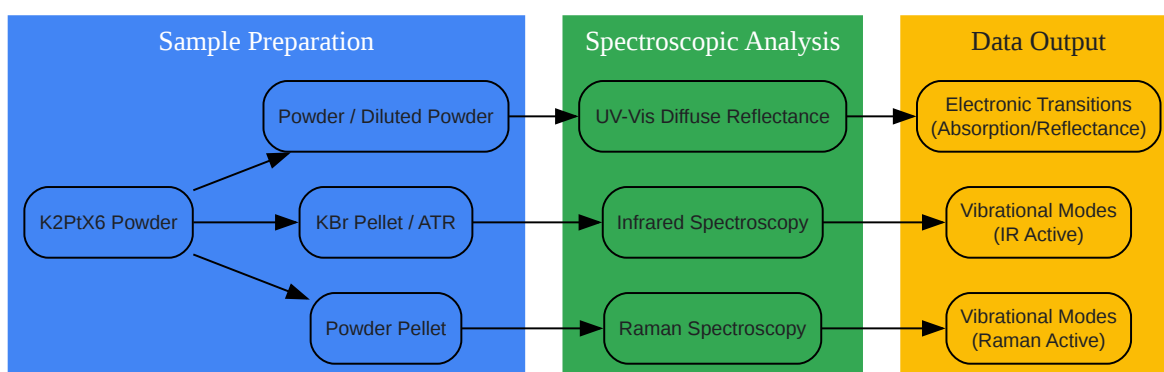 Sample Preparation
Spectroscopic Analysis
Data Output
Powder / Diluted Powder
UV-Vis Diffuse Reflectance
Electronic Transitions
(Absorption/Reflectance)
K2PtX6 Powder
KBr Pellet / ATR
Infrared Spectroscopy
Vibrational Modes
(IR Active)
Powder Pellet
Raman Spectroscopy
Vibrational Modes
(Raman Active)